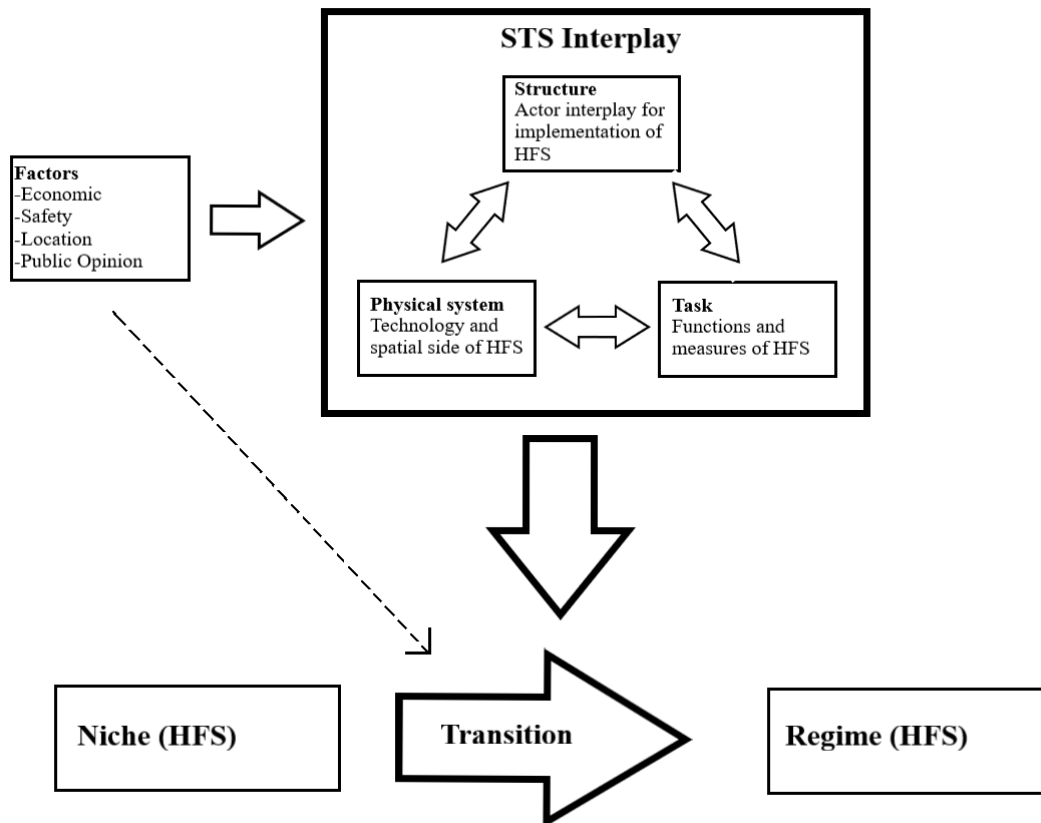 STS Interplay
Structure
Actor interplay for
implementation of
HFS
Factors
-Economic
-Safety
-Location
-Public Opinion
Physical system
Technology and
spatial side of HFS
Task
Functions and
measures of HFS
Niche (HFS)
Transition
Regime (HFS)